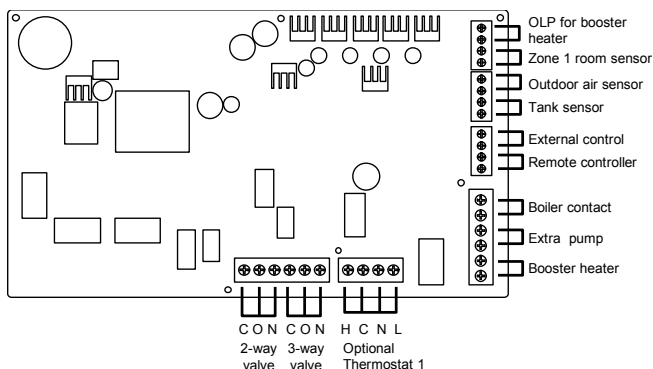 OLP for booster
heater
Zone 1 room sensor
Outdoor air sensor
Tank sensor
External control
Remote controller
Boiler contact
Extra pump
Booster heater
C O N C O N H C N L
2-way 3-way Optional
valve valve Thermostat 1